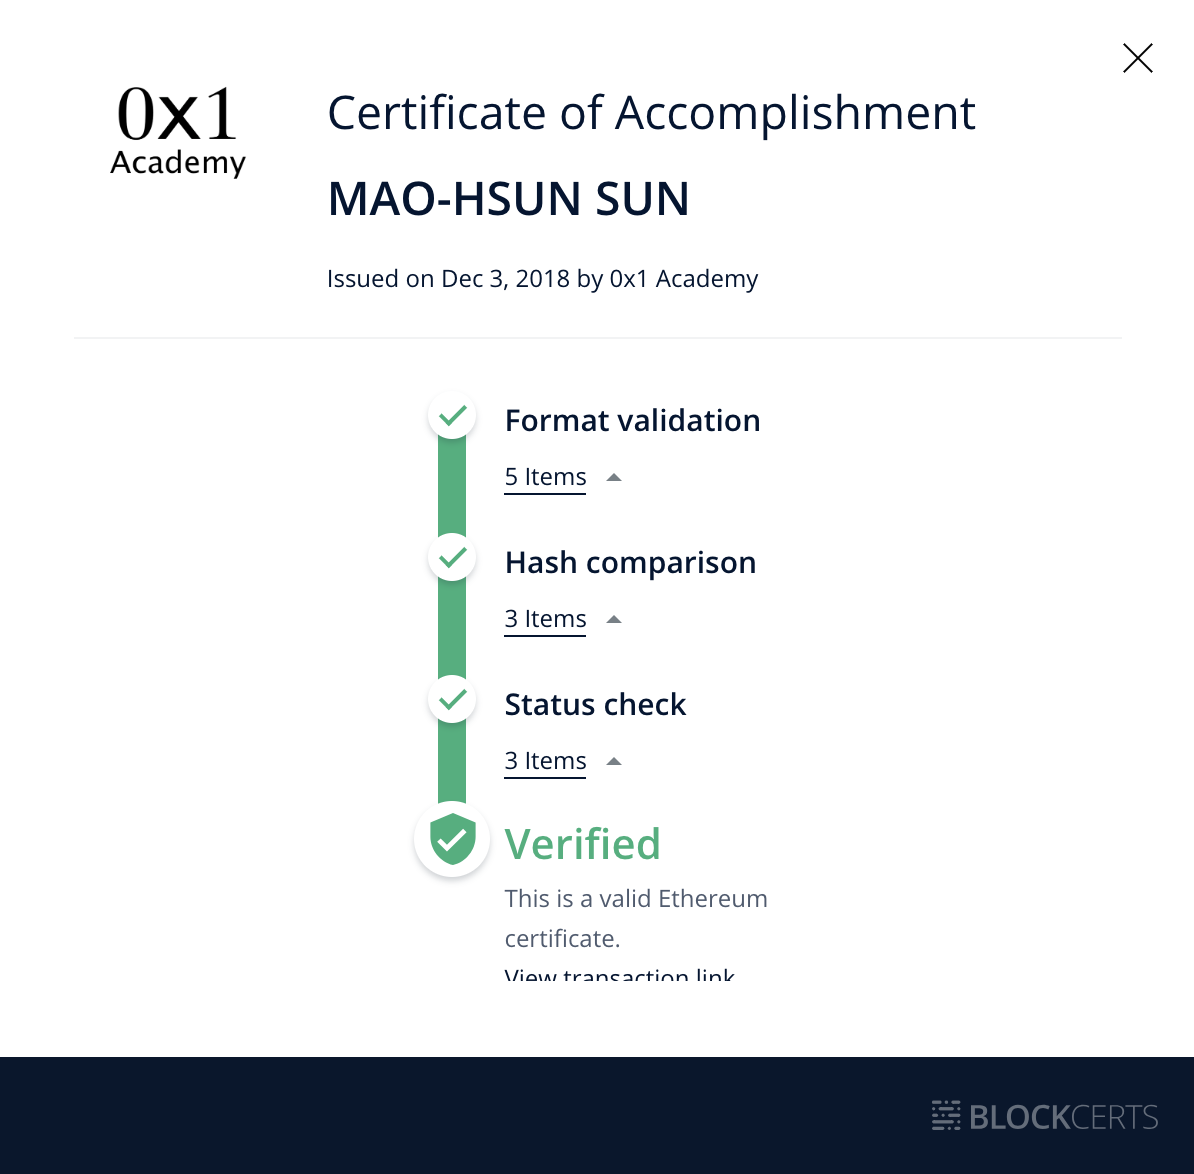 0x1
Academy
Certificate of Accomplishment
MAO-HSUN SUN
Issued on Dec 3, 2018 by 0x1 Academy
Format validation
5 Items
Hash comparison
3 Items
Status check
3 Items
Verified
This is a valid Ethereum
certificate.
View transaction link
BLOCKCERTS